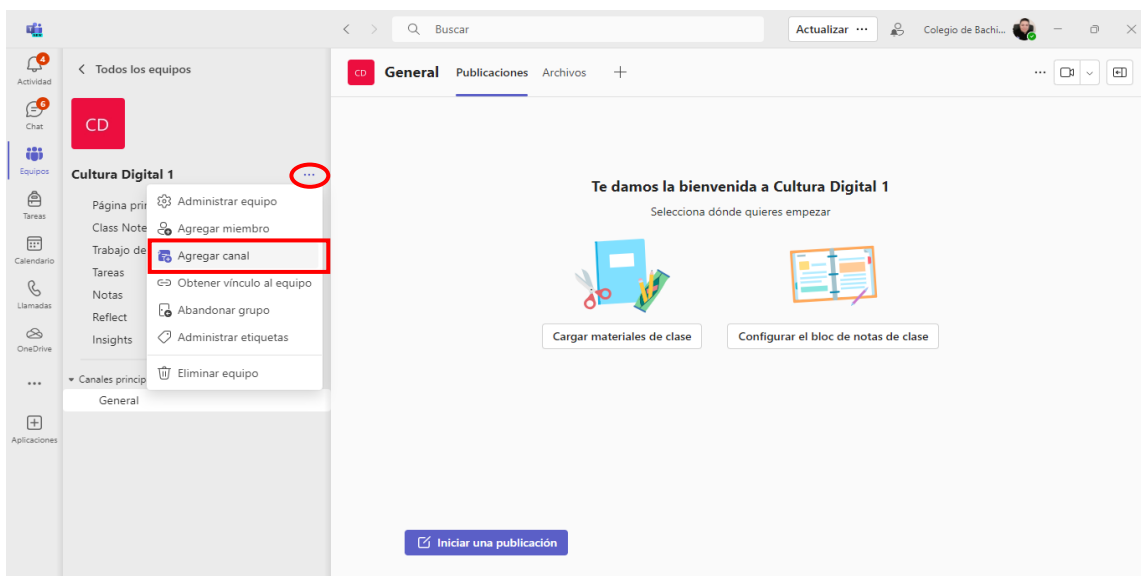 Buscar
Actualizar ...
Colegio de Bachi...
4
Actividad
6
Chat
Equipos
Tareas
Calendario
Llamadas
OneDrive
Aplicaciones
Todos los equipos
CD
Cultura Digital 1
Página prin
Class Note
Trabajo de
Tareas
Notas
Reflect
Insights
Canales princip
General
Administrar equipo
Agregar miembro
Agregar canal
Obtener vínculo al equipo
Abandonar grupo
Administrar etiquetas
Eliminar equipo
CD General Publicaciones Archivos
Te damos la bienvenida a Cultura Digital 1
Selecciona dónde quieres empezar
Cargar materiales de clase
Configurar el bloc de notas de clase
Iniciar una publicación